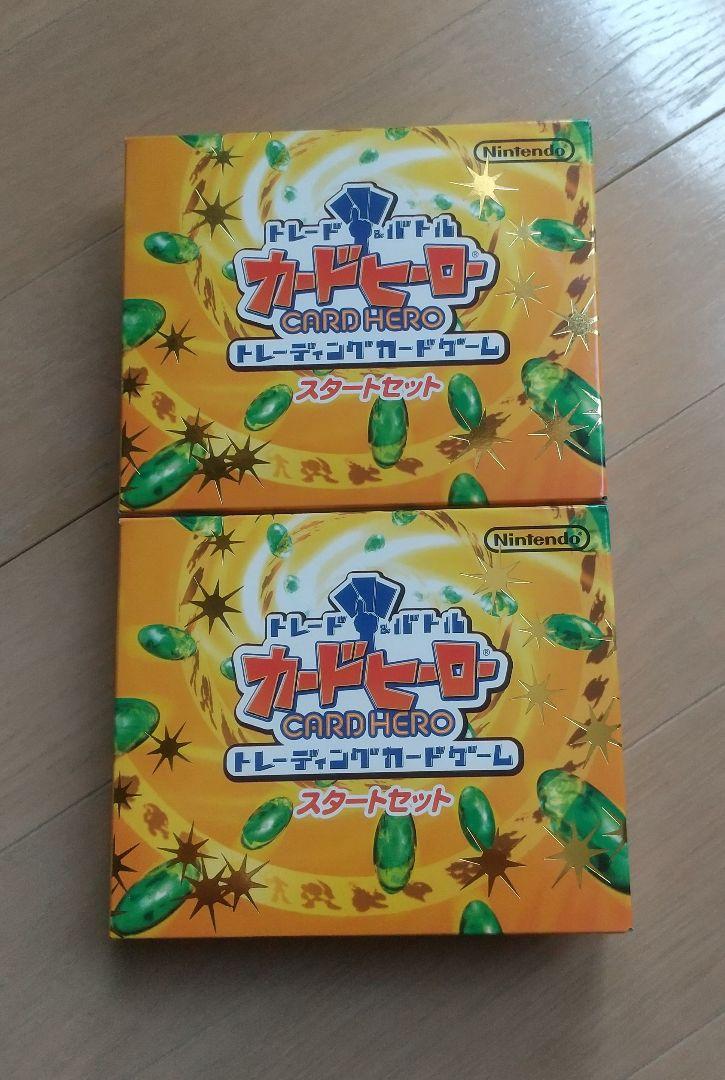 Nintendo
トレード&バトル
カードヒーロー®
CARD HERO
トレーディングカードゲーム
スタートセット
Nintendo
トレード&バトル
カードヒーロー®
CARD HERO
トレーディングカードゲーム
スタートセット